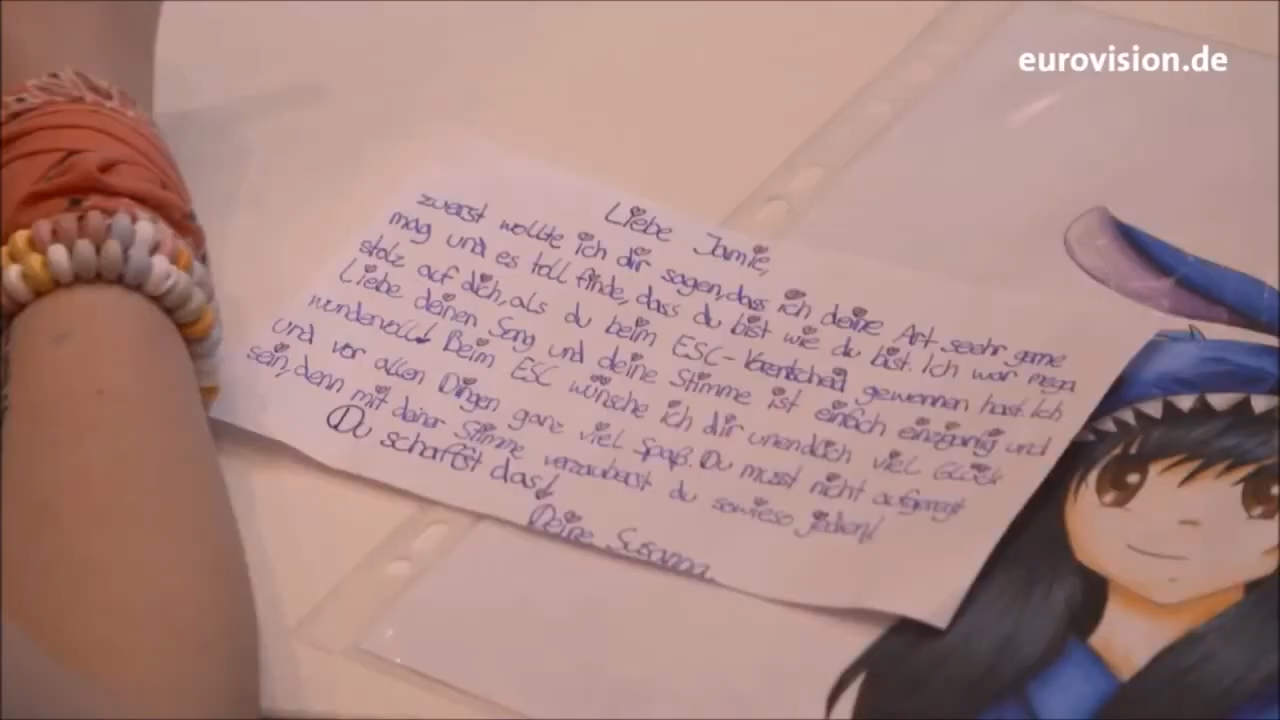 eurovision.de
Liebe Jamie,
zuerst wollte ich dir sagen, dass ich deine Art seehr gerne
mag und es toll finde, dass du bist wie du bist. Ich war mega
stolz auf dich, als du beim ESC-Vorentscheid gewonnen hast. Ich
Liebe deinen Song und deine Stimme ist einfach einzigartig und
wundervoll! Beim ESC wünsche ich dir unendlich viel Glück
und vor allen Dingen ganz viel Spaß. Du musst nicht aufgeregt
sein, denn mit deiner Stimme verzauberst du sowieso jeden!
Du schaffst das!
Deine Susanna